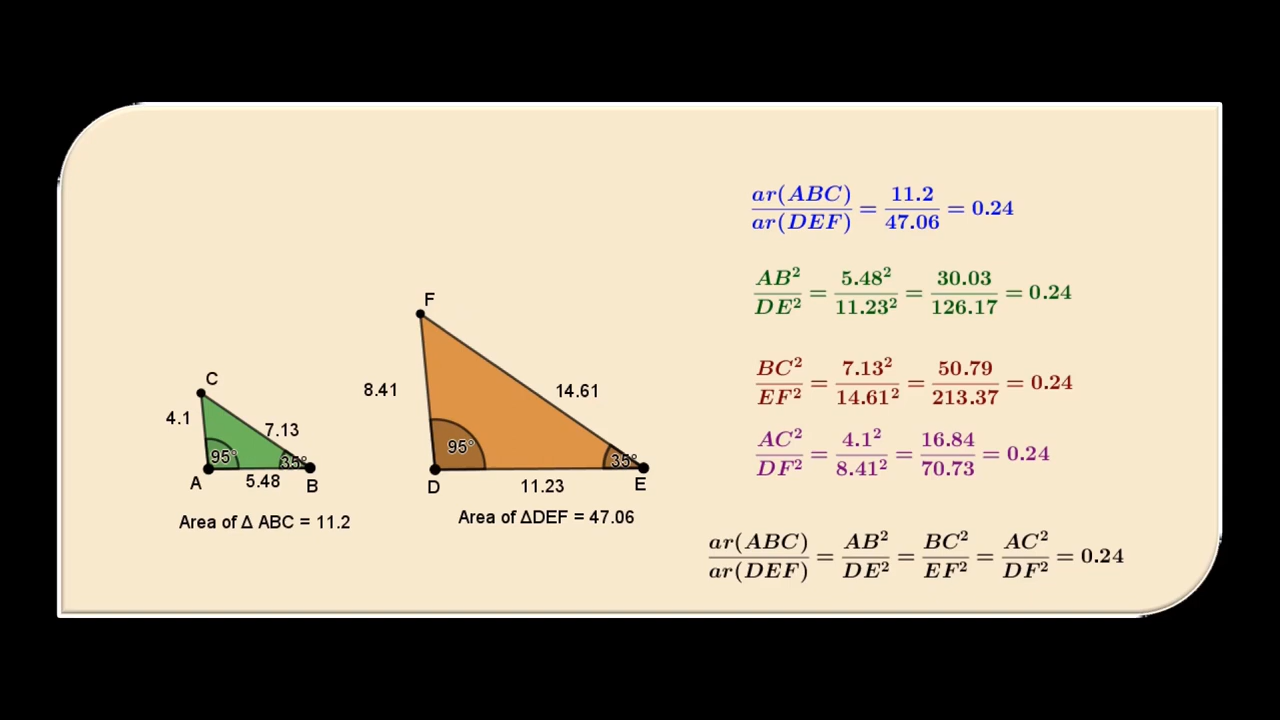 F
C
8.41
14.61
4.1
7.13
95°
35°
95°
35°
A
5.48
B
D
11.23
E
Area of Δ ABC = 11.2
Area of ΔDEF = 47.06
ar(ABC)/ar(DEF) = 11.2/47.06 = 0.24
AB²/DE² = 5.48²/11.23² = 30.03/126.17 = 0.24
BC²/EF² = 7.13²/14.61² = 50.79/213.37 = 0.24
AC²/DF² = 4.1²/8.41² = 16.84/70.73 = 0.24
ar(ABC)/ar(DEF) = AB²/DE² = BC²/EF² = AC²/DF² = 0.24